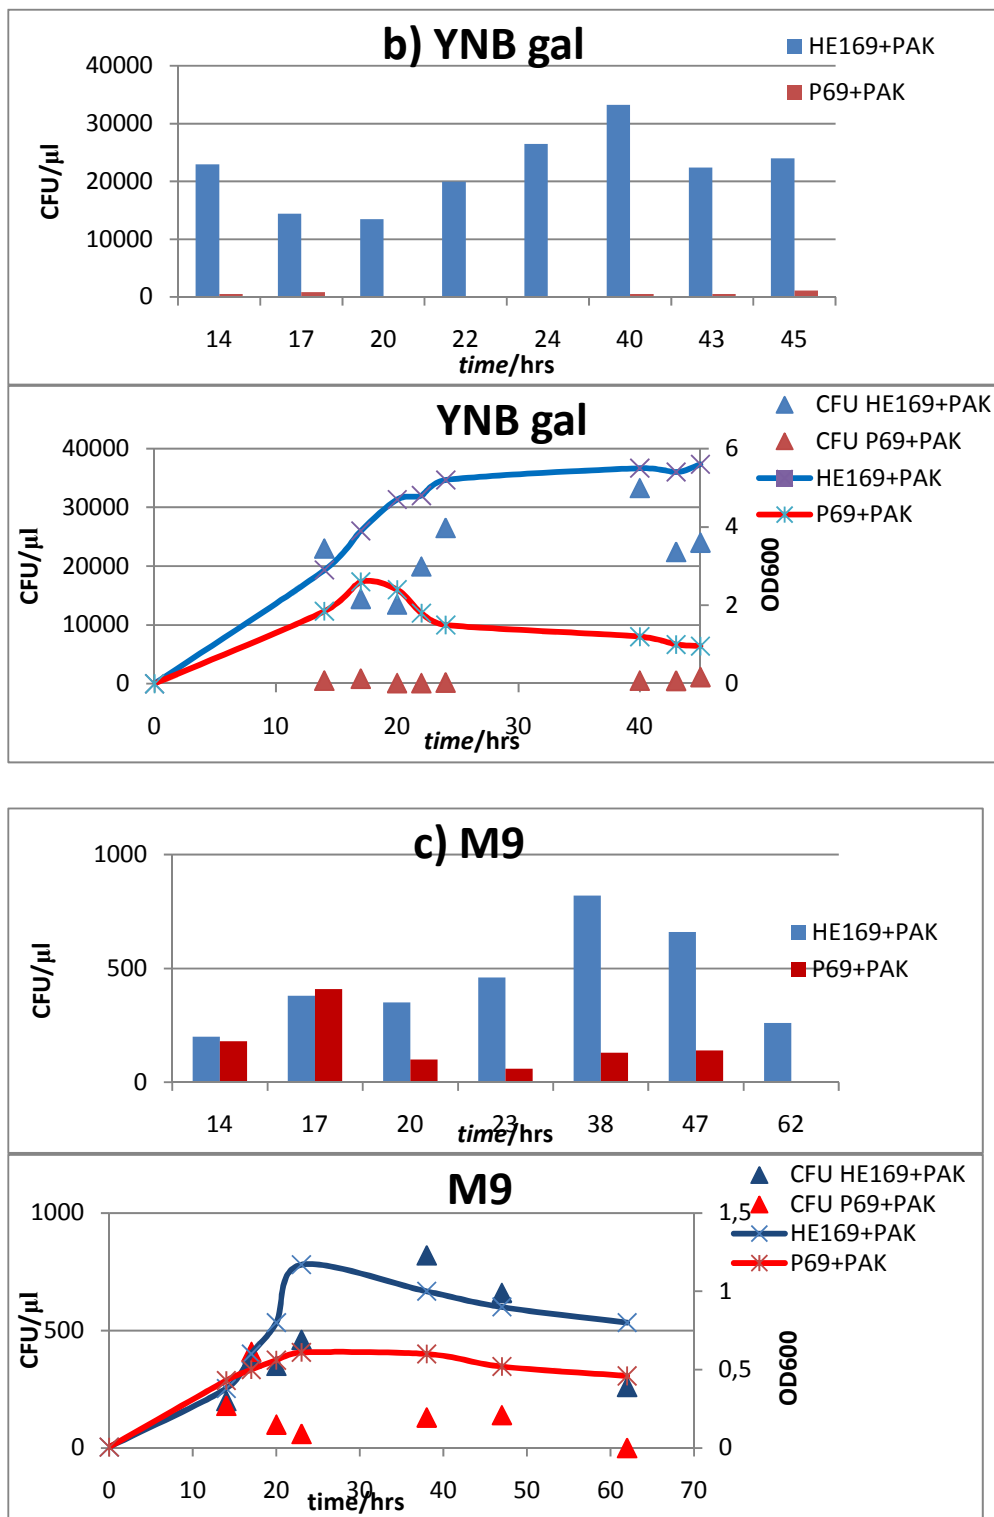 b) YNB gal
HE169+PAK
P69+PAK
40000
30000
20000
10000
0
CFU/µl
14 17 20 22 24 40 43 45
time/hrs
YNB gal
CFU HE169+PAK
CFU P69+PAK
HE169+PAK
P69+PAK
40000
30000
20000
10000
0
CFU/µl
6
4
2
0
OD600
0 10 20 30 40
time/hrs
c) M9
HE169+PAK
P69+PAK
1000
500
0
CFU/µl
14 17 20 23 38 47 62
time/hrs
M9
CFU HE169+PAK
CFU P69+PAK
HE169+PAK
P69+PAK
1000
500
0
CFU/µl
1,5
1
0,5
0
OD600
0 10 20 30 40 50 60 70
time/hrs